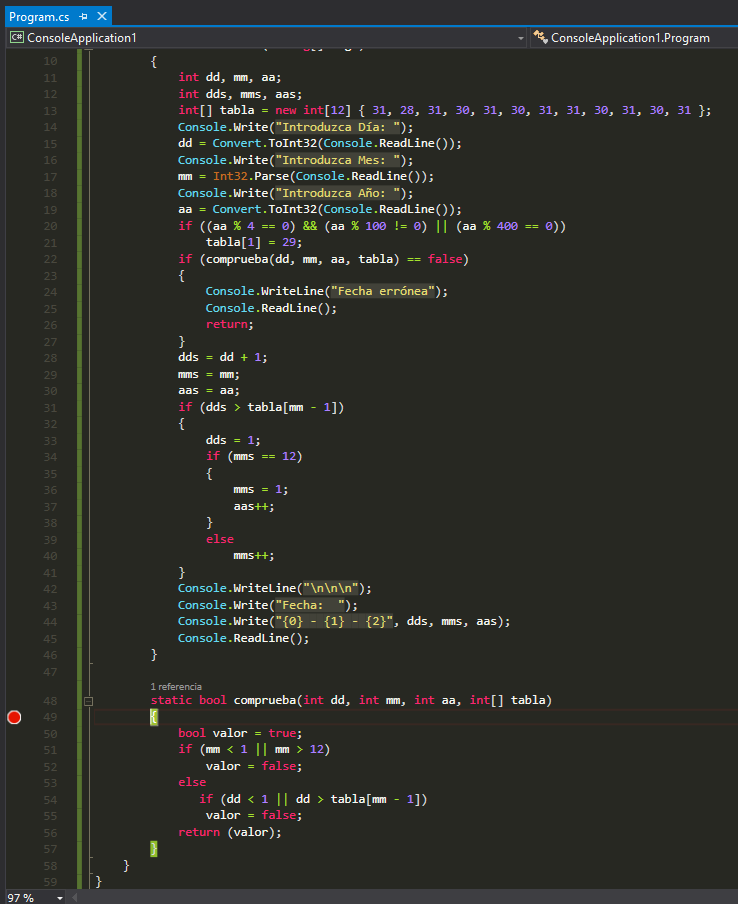 Program.cs
ConsoleApplication1 ConsoleApplication1.Program
10 {
11 int dd, mm, aa;
12 int dds, mms, aas;
13 int[] tabla = new int[12] { 31, 28, 31, 30, 31, 30, 31, 31, 30, 31, 30, 31 };
14 Console.Write("Introduzca Día: ");
15 dd = Convert.ToInt32(Console.ReadLine());
16 Console.Write("Introduzca Mes: ");
17 mm = Int32.Parse(Console.ReadLine());
18 Console.Write("Introduzca Año: ");
19 aa = Convert.ToInt32(Console.ReadLine());
20 if ((aa % 4 == 0) && (aa % 100 != 0) || (aa % 400 == 0))
21 tabla[1] = 29;
22 if (comprueba(dd, mm, aa, tabla) == false)
23 {
24 Console.WriteLine("Fecha errónea");
25 Console.ReadLine();
26 return;
27 }
28 dds = dd + 1;
29 mms = mm;
30 aas = aa;
31 if (dds > tabla[mm - 1])
32 {
33 dds = 1;
34 if (mms == 12)
35 {
36 mms = 1;
37 aas++;
38 }
39 else
40 mms++;
41 }
42 Console.WriteLine("\n\n\n");
43 Console.Write("Fecha:  ");
44 Console.Write("{0} - {1} - {2}", dds, mms, aas);
45 Console.ReadLine();
46 }
47
1 referencia
48 static bool comprueba(int dd, int mm, int aa, int[] tabla)
49 {
50 bool valor = true;
51 if (mm < 1 || mm > 12)
52 valor = false;
53 else
54 if (dd < 1 || dd > tabla[mm - 1])
55 valor = false;
56 return (valor);
57 }
58 }
59 }
97 %